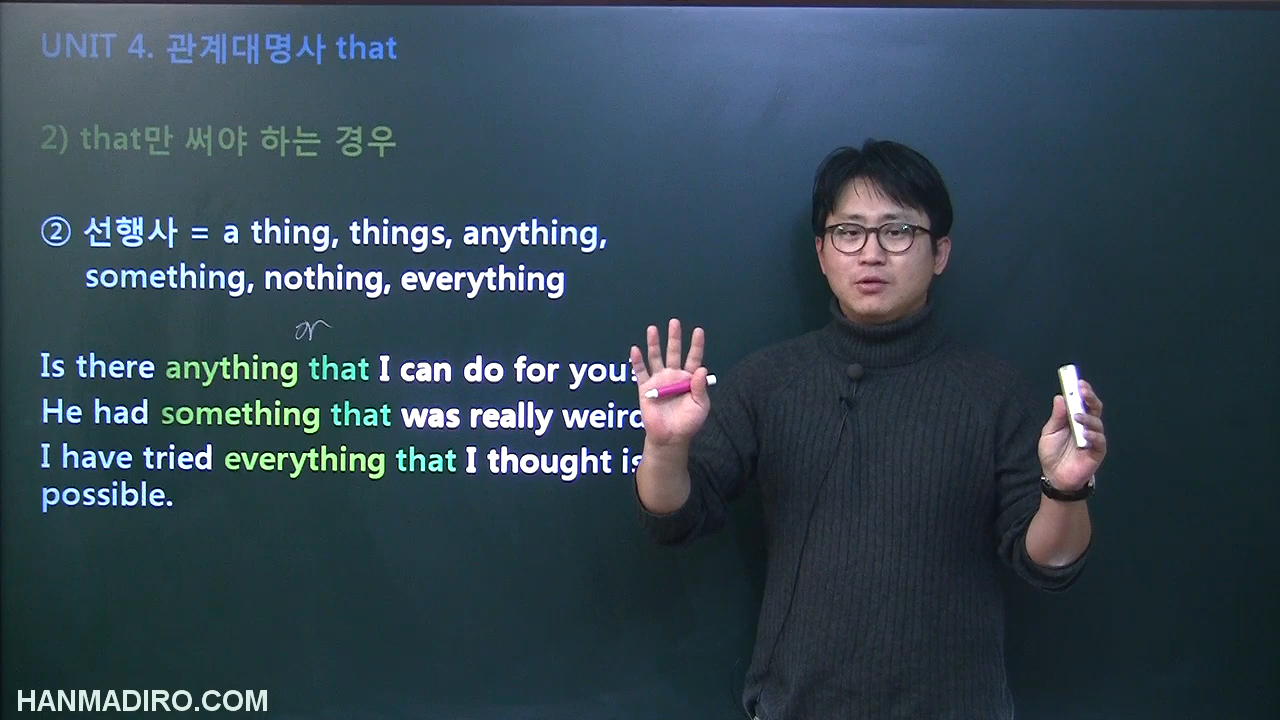 UNIT 4. 관계대명사 that
2) that만 써야 하는 경우
② 선행사 = a thing, things, anything,
something, nothing, everything
Is there anything that I can do for you?
He had something that was really weird
I have tried everything that I thought is
possible.
HANMADIRO.COM